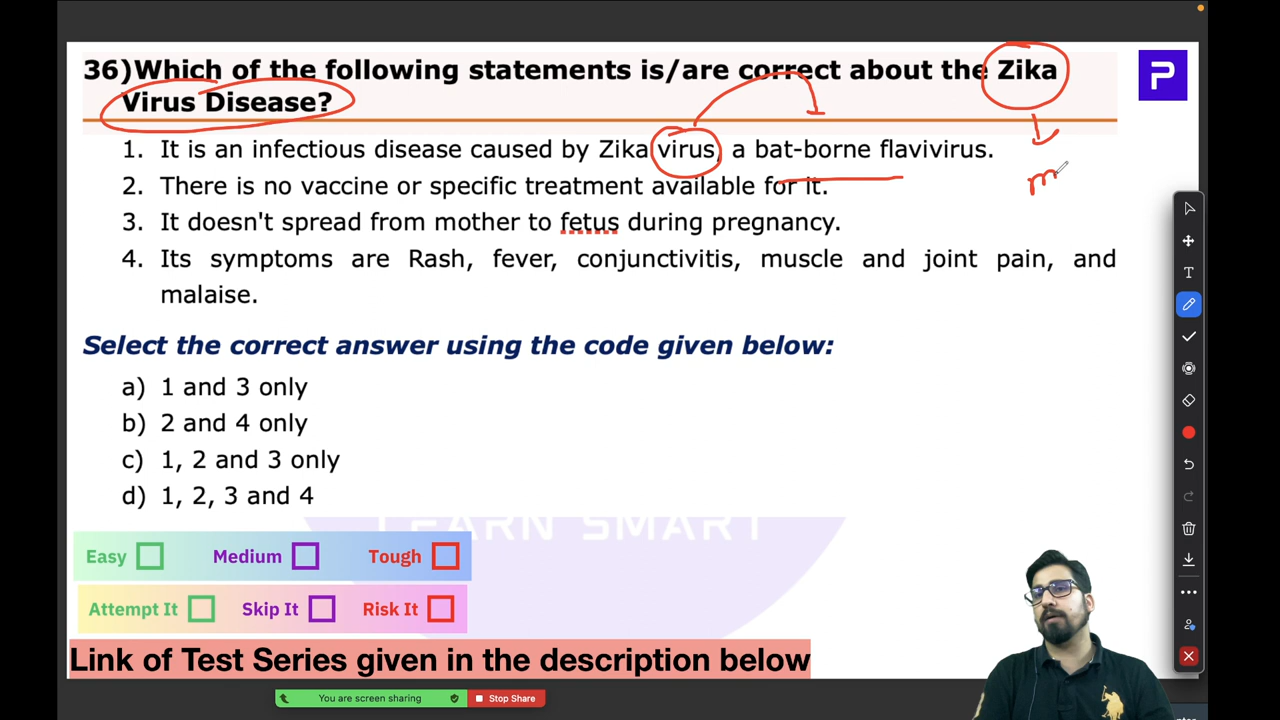 36)Which of the following statements is/are correct about the Zika
Virus Disease?
1. It is an infectious disease caused by Zika virus, a bat-borne flavivirus.
2. There is no vaccine or specific treatment available for it.
3. It doesn't spread from mother to fetus during pregnancy.
4. Its symptoms are Rash, fever, conjunctivitis, muscle and joint pain, and
malaise.
m
Select the correct answer using the code given below:
a) 1 and 3 only
b) 2 and 4 only
c) 1, 2 and 3 only
d) 1, 2, 3 and 4
LEARN SMART
Easy Medium Tough
Attempt It Skip It Risk It
Link of Test Series given in the description below
You are screen sharing Stop Share